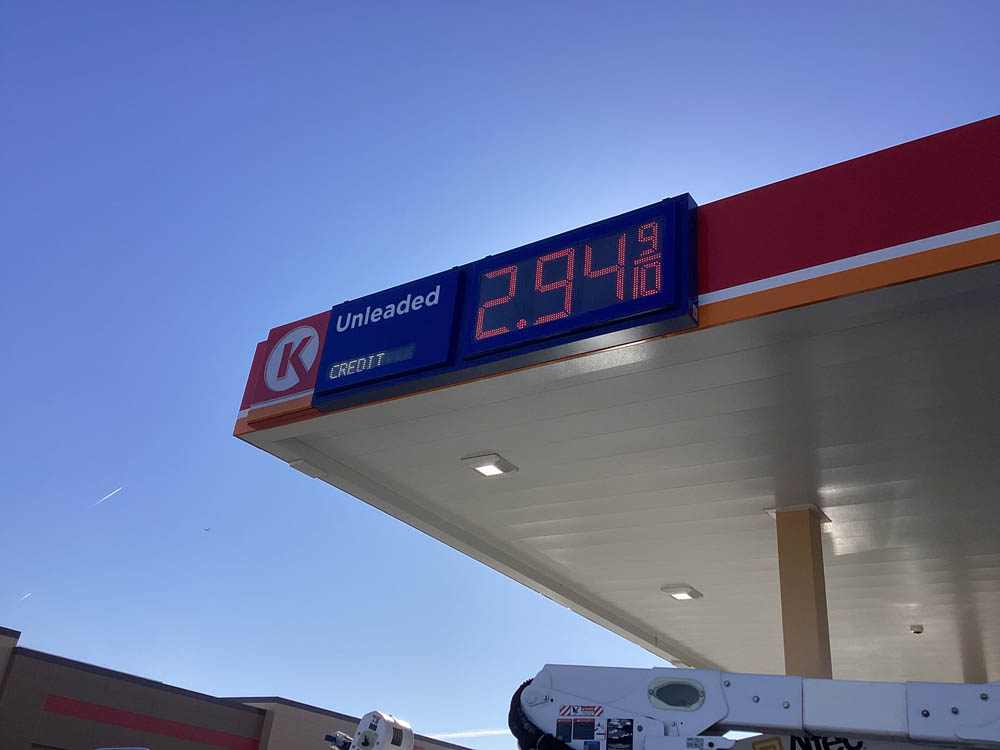 K
Unleaded
CREDIT
2.94 9/10